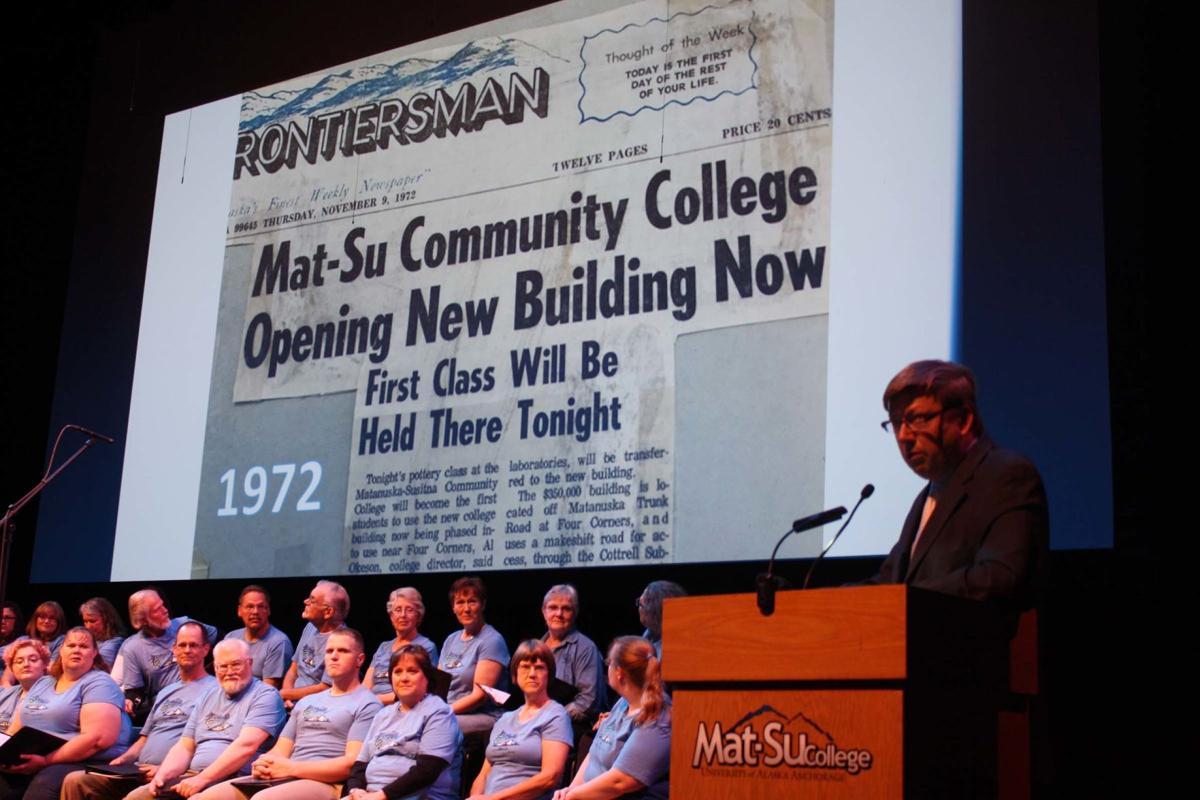 Thought of the Week
TODAY IS THE FIRST
DAY OF THE REST
OF YOUR LIFE.
RONTIERSMAN
PRICE 20 CENTS
TWELVE PAGES
aska's Finest Weekly Newspaper"
99645 THURSDAY, NOVEMBER 9, 1972
Mat-Su Community College
Opening New Building Now
First Class Will Be
Held There Tonight
Tonight's pottery class at the
Matanuska-Susitna Community
College will become the first
students to use the new college
building now being phased in-
to use near Four Corners, Al
Okeson, college director, said
laboratories, will be transfer-
red to the new building.
The $350,000 building is lo-
cated off Matanuska Trunk
Road at Four Corners, and
uses a makeshift road for ac-
cess, through the Cottrell Sub-
1972
Mat-Su College
UNIVERSITY of ALASKA ANCHORAGE